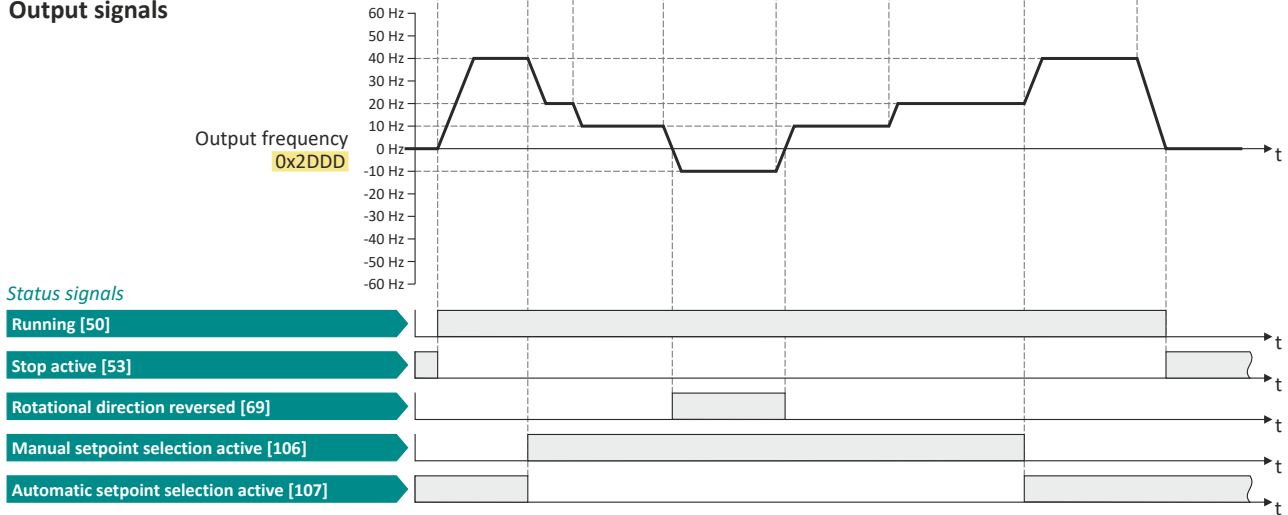 Output signals
60 Hz
50 Hz
40 Hz
30 Hz
20 Hz
10 Hz
0 Hz
-10 Hz
-20 Hz
-30 Hz
-40 Hz
-50 Hz
-60 Hz
Output frequency
0x2DDD
t
Status signals
Running [50]
t
Stop active [53]
t
Rotational direction reversed [69]
t
Manual setpoint selection active [106]
t
Automatic setpoint selection active [107]
t